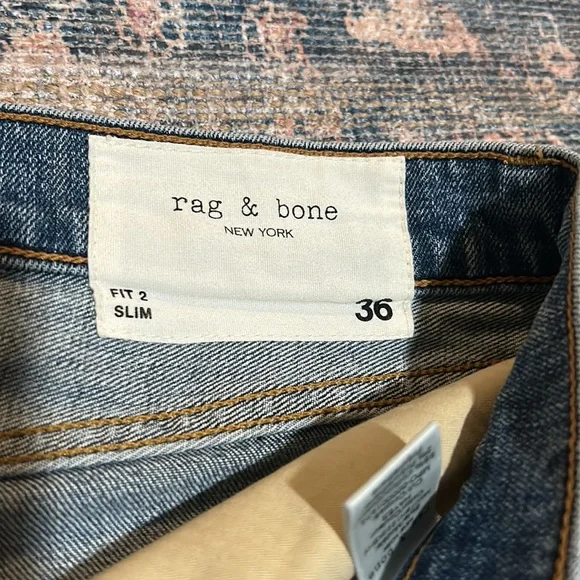 rag & bone
NEW YORK
FIT 2
SLIM 36